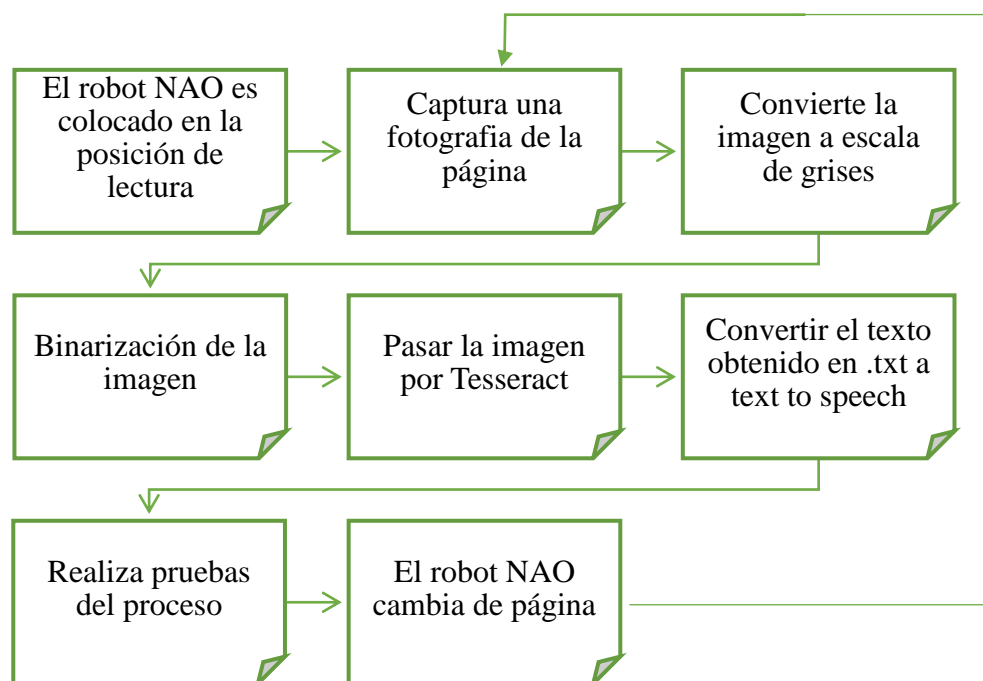 El robot NAO es
colocado en la
posición de
lectura
Captura una
fotografia de la
página
Convierte la
imagen a escala
de grises
Binarización de la
imagen
Pasar la imagen
por Tesseract
Convertir el texto
obtenido en .txt a
text to speech
Realiza pruebas
del proceso
El robot NAO
cambia de página